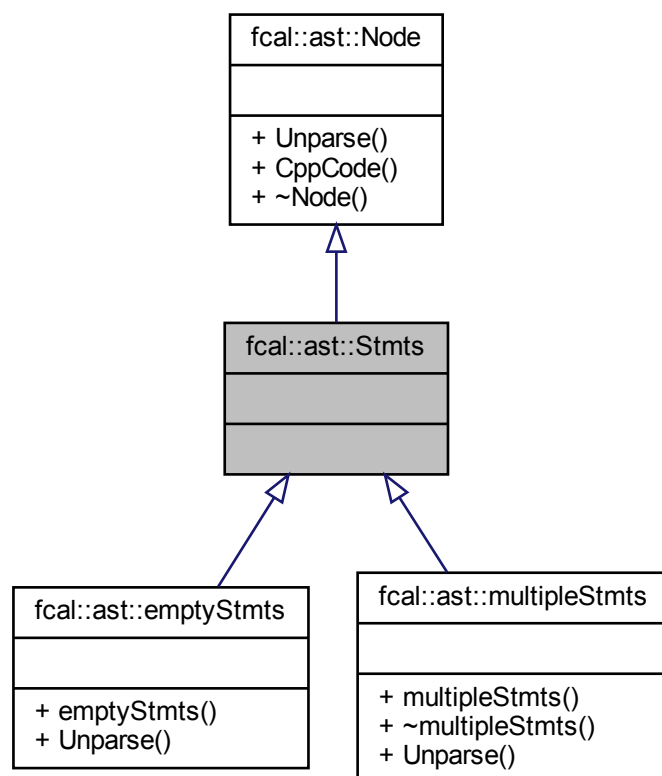 fcal::ast::Node
+ Unparse()
+ CppCode()
+ ~Node()
fcal::ast::Stmts
fcal::ast::emptyStmts
+ emptyStmts()
+ Unparse()
fcal::ast::multipleStmts
+ multipleStmts()
+ ~multipleStmts()
+ Unparse()